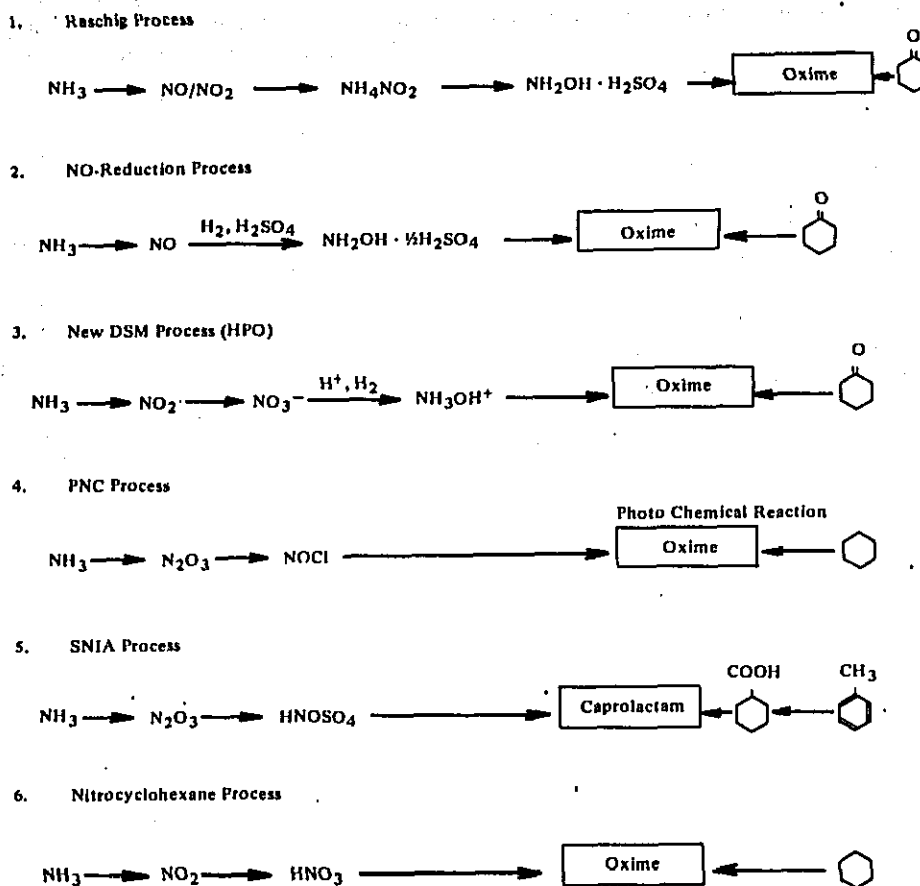 1. Raschig Process
O
NH₃ → NO/NO₂ → NH₄NO₂ → NH₂OH · H₂SO₄ → Oxime ←
2. NO-Reduction Process
O
H₂, H₂SO₄
NH₃ → NO → NH₂OH · ½H₂SO₄ → Oxime ←
3. New DSM Process (HPO)
O
H⁺, H₂
NH₃ → NO₂ → NO₃⁻ → NH₃OH⁺ → Oxime ←
4. PNC Process
Photo Chemical Reaction
NH₃ → N₂O₃ → NOCl → Oxime ←
5. SNIA Process
COOH CH₃
NH₃ → N₂O₃ → HNOSO₄ → Caprolactam ← ←
6. Nitrocyclohexane Process
NH₃ → NO₂ → HNO₃ → Oxime ←